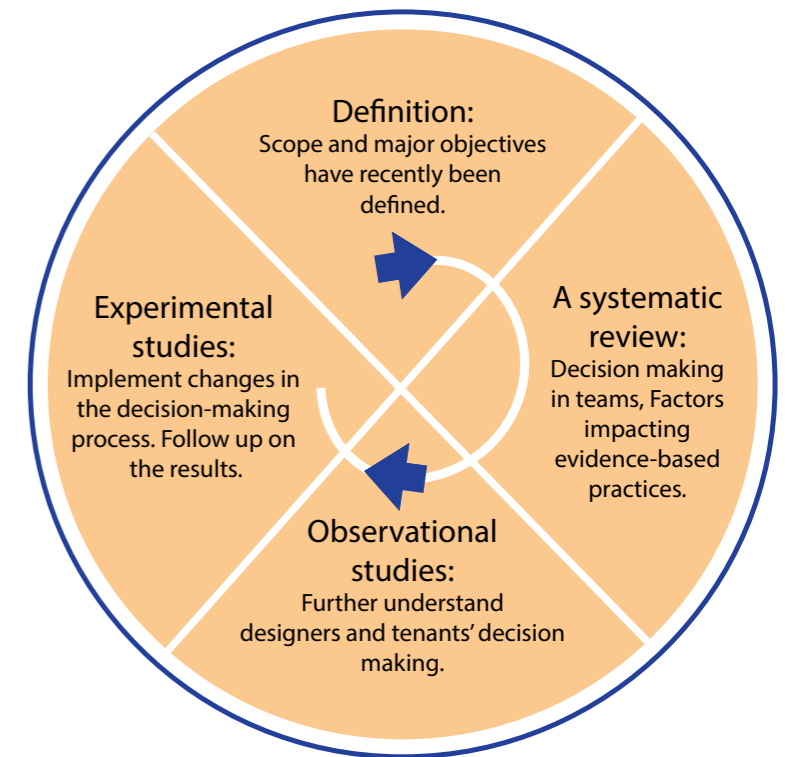 Definition:
Scope and major objectives
have recently been
defined.
A systematic
review:
Decision making
in teams, Factors
impacting
evidence-based
practices.
Observational
studies:
Further understand
designers and tenants’ decision
making.
Experimental
studies:
Implement changes in
the decision-making
process. Follow up on
the results.